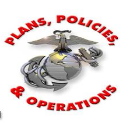 PLANS, POLICIES,
& OPERATIONS